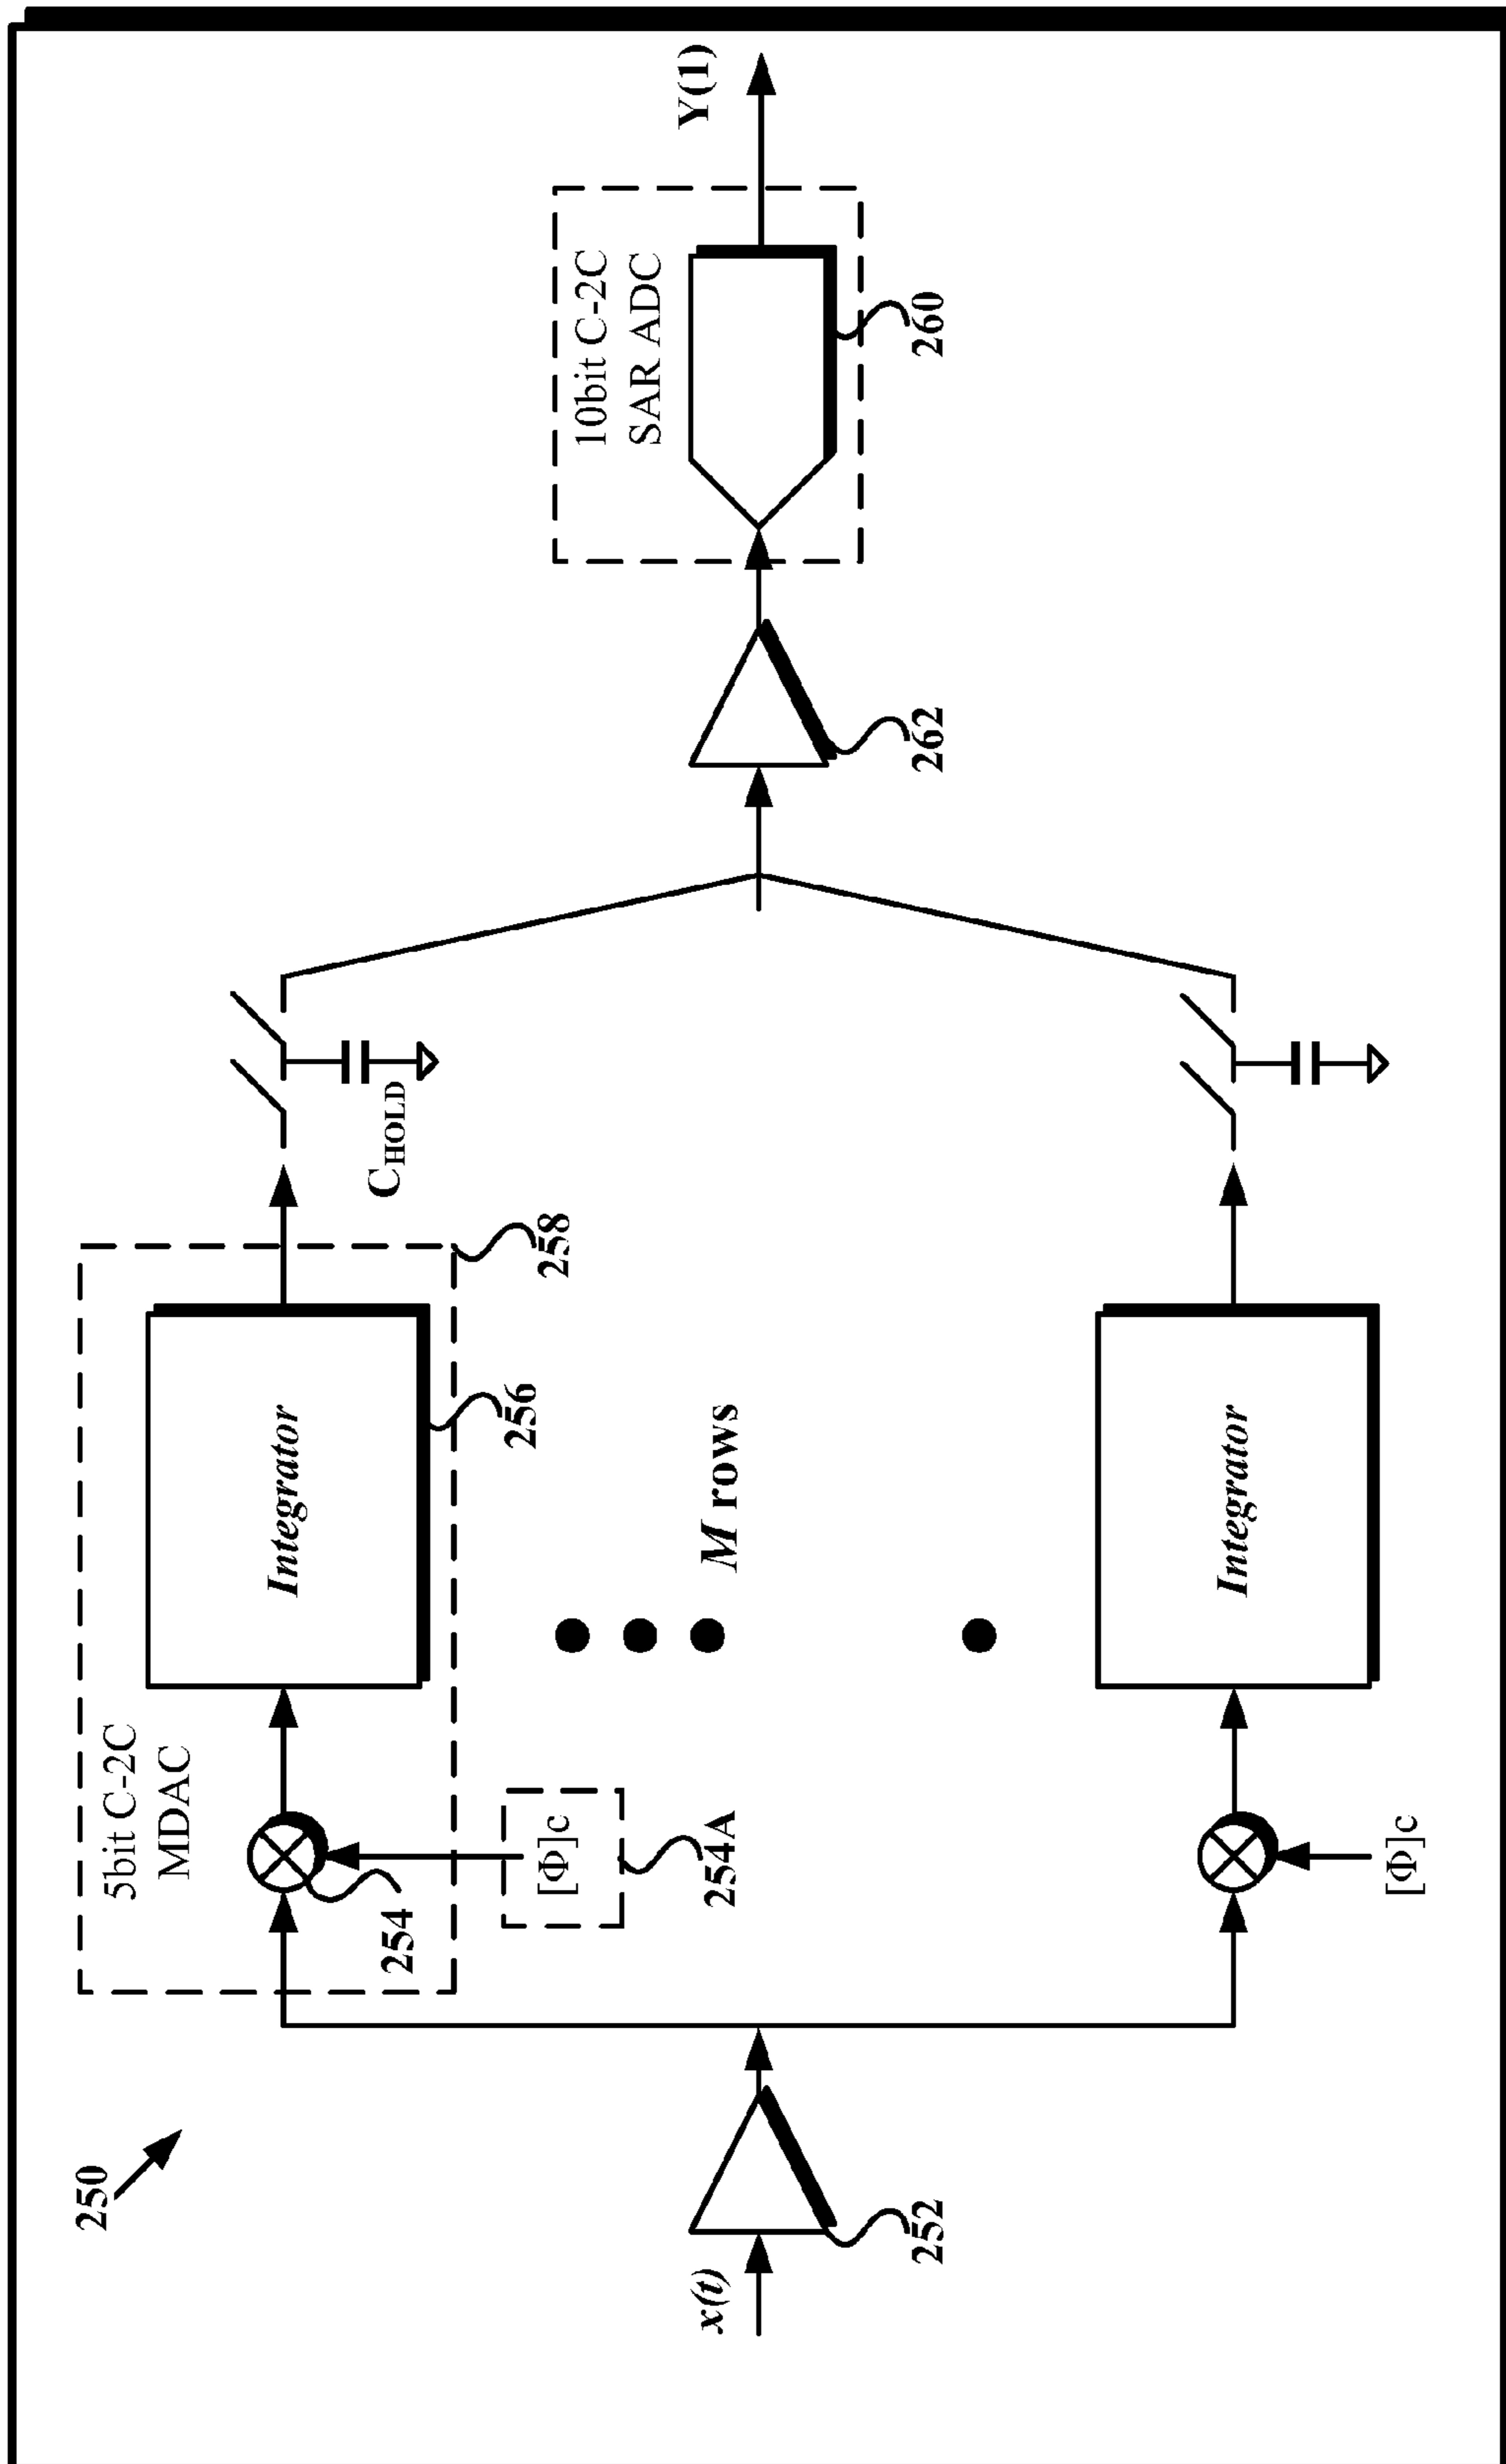 250
x(t)
252
5bit C-2C
MDAC
254
[Φ]c
254A
Integrator
256
258
C HOLD
M rows
[Φ]c
Integrator
262
10bit C-2C
SAR ADC
260
Y(1)